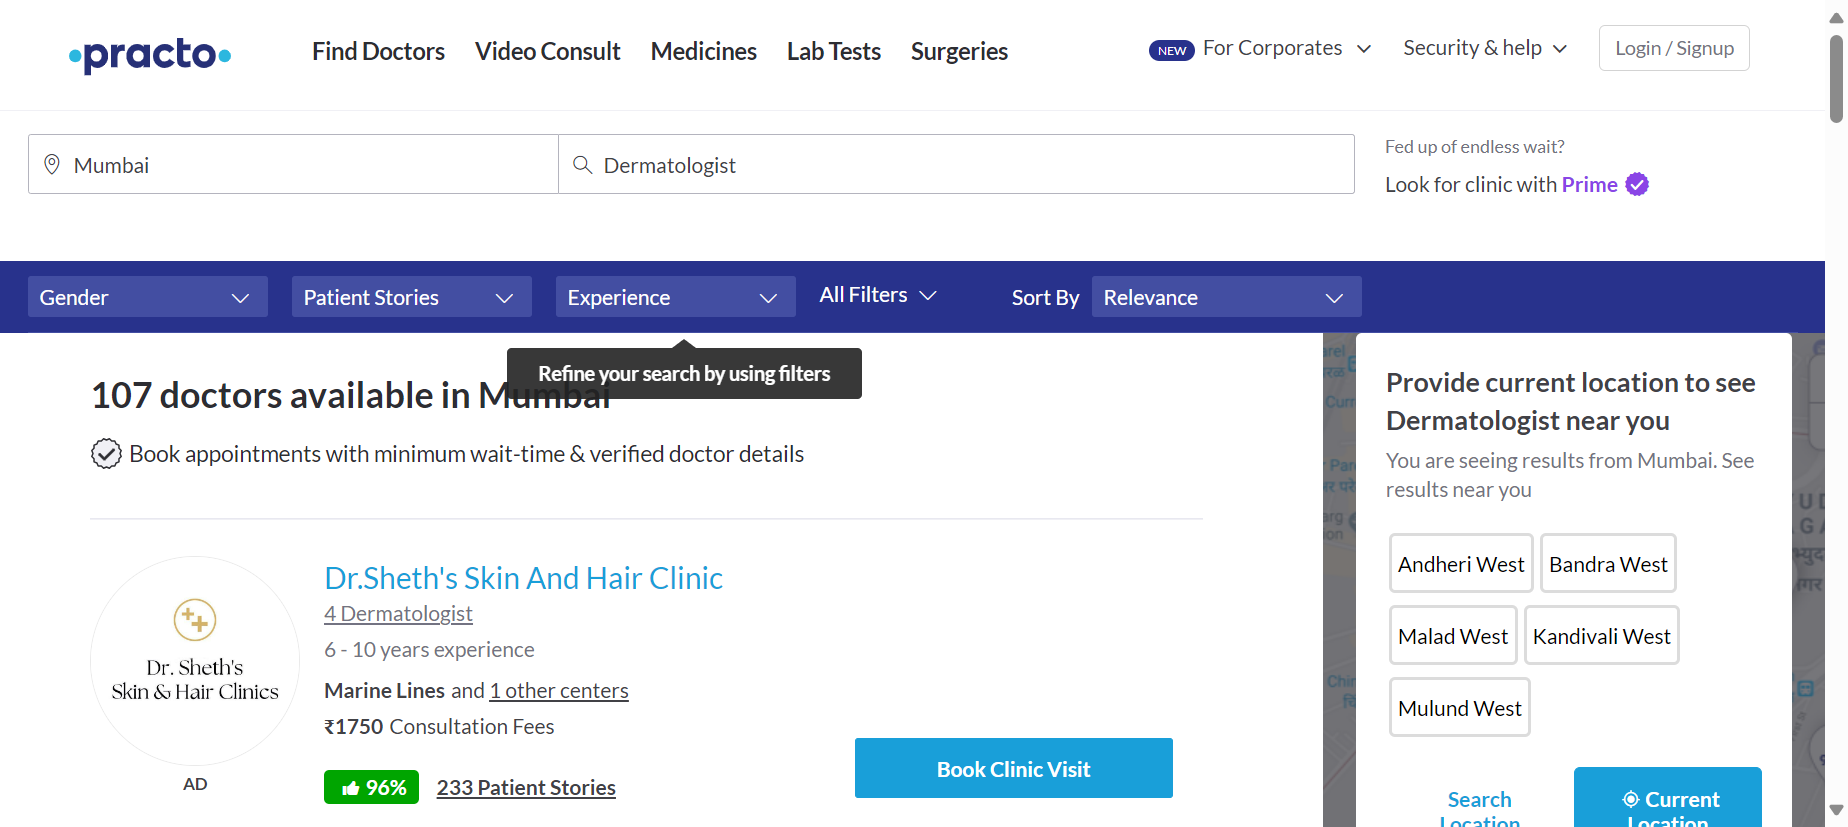 practo
Find Doctors
Video Consult
Medicines
Lab Tests
Surgeries
NEW For Corporates
Security & help
Login / Signup
Mumbai
Dermatologist
Fed up of endless wait?
Look for clinic with Prime
Gender
Patient Stories
Experience
All Filters
Sort By
Relevance
Refine your search by using filters
107 doctors available in Mumbai
Book appointments with minimum wait-time & verified doctor details
Dr. Sheth's
Skin & Hair Clinics
AD
Dr.Sheth's Skin And Hair Clinic
4 Dermatologist
6 - 10 years experience
Marine Lines and 1 other centers
₹1750 Consultation Fees
96%
233 Patient Stories
Book Clinic Visit
Provide current location to see
Dermatologist near you
You are seeing results from Mumbai. See
results near you
Andheri West
Bandra West
Malad West
Kandivali West
Mulund West
Search
Location
Current
Location